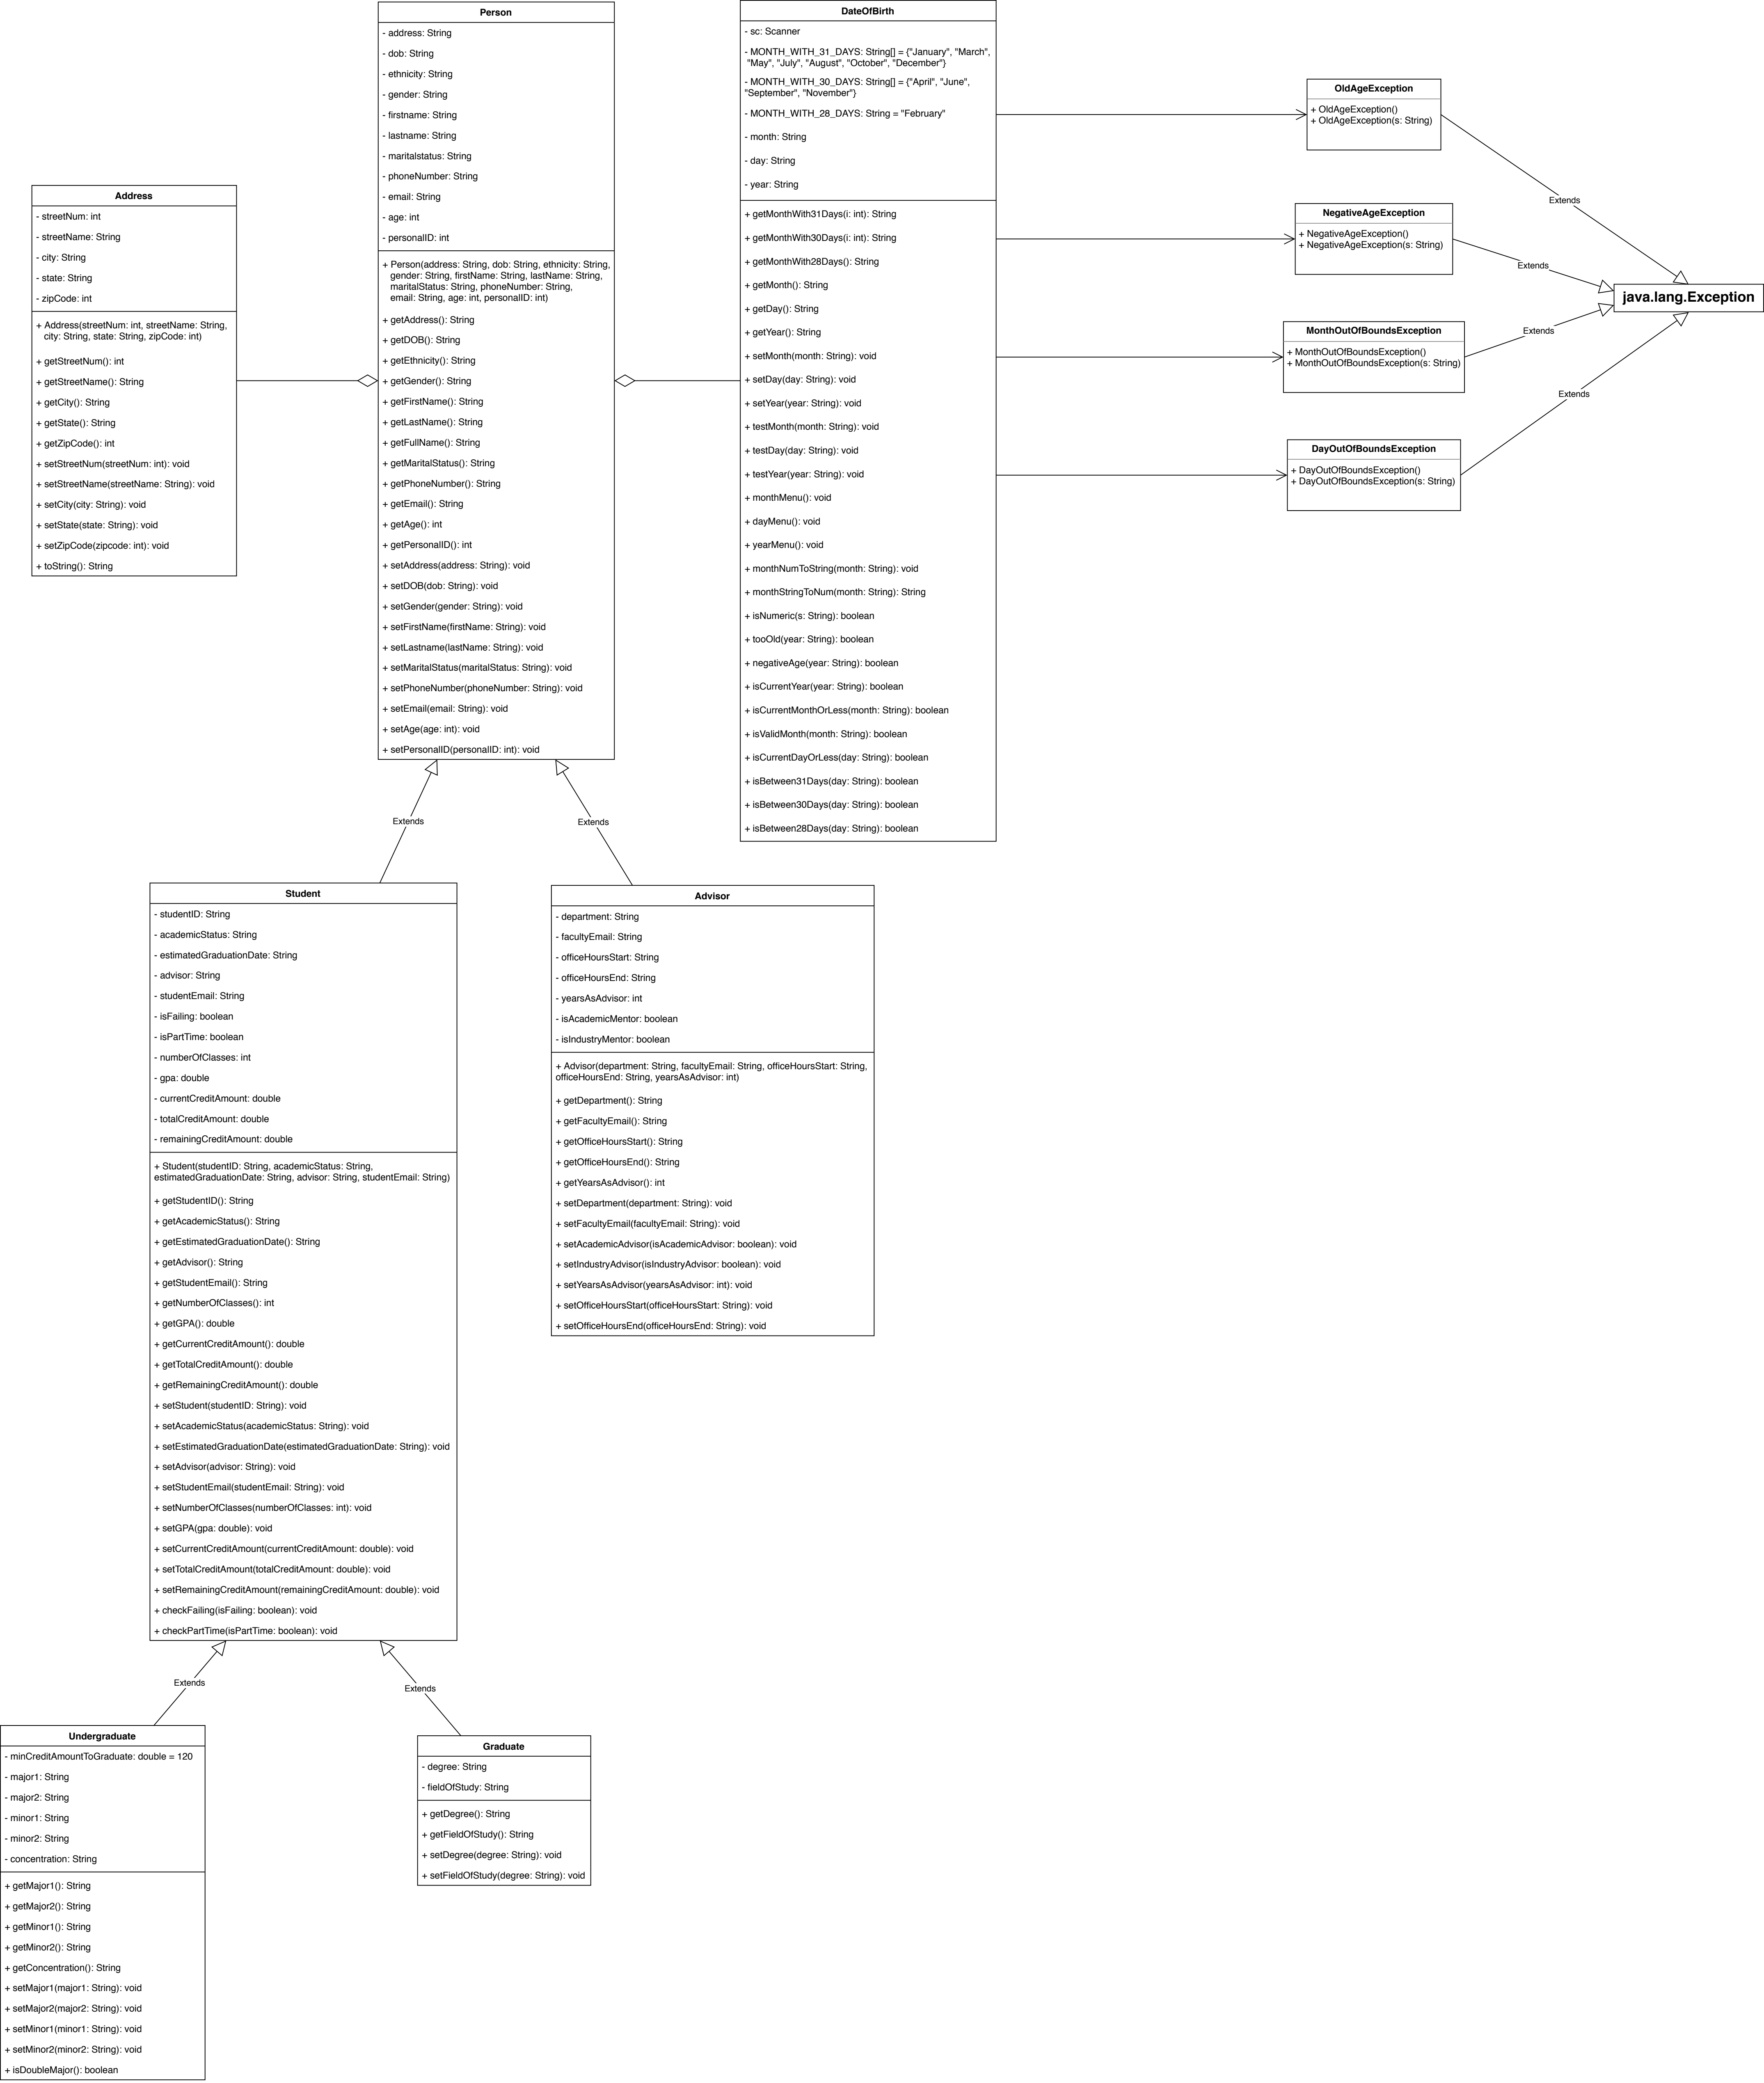 Person
- address: String
- dob: String
- ethnicity: String
- gender: String
- firstname: String
- lastname: String
- maritalstatus: String
- phoneNumber: String
- email: String
- age: int
- personalID: int
+ Person(address: String, dob: String, ethnicity: String,
gender: String, firstName: String, lastName: String,
maritalStatus: String, phoneNumber: String,
email: String, age: int, personalID: int)
+ getAddress(): String
+ getDOB(): String
+ getEthnicity(): String
+ getGender(): String
+ getFirstName(): String
+ getLastName(): String
+ getFullName(): String
+ getMaritalStatus(): String
+ getPhoneNumber(): String
+ getEmail(): String
+ getAge(): int
+ getPersonalID(): int
+ setAddress(address: String): void
+ setDOB(dob: String): void
+ setGender(gender: String): void
+ setFirstName(firstName: String): void
+ setLastname(lastName: String): void
+ setMaritalStatus(maritalStatus: String): void
+ setPhoneNumber(phoneNumber: String): void
+ setEmail(email: String): void
+ setAge(age: int): void
+ setPersonalID(personalID: int): void
DateOfBirth
- sc: Scanner
- MONTH_WITH_31_DAYS: String[] = {"January", "March",
"May", "July", "August", "October", "December"}
- MONTH_WITH_30_DAYS: String[] = {"April", "June",
"September", "November"}
- MONTH_WITH_28_DAYS: String = "February"
- month: String
- day: String
- year: String
+ getMonthWith31Days(i: int): String
+ getMonthWith30Days(i: int): String
+ getMonthWith28Days(): String
+ getMonth(): String
+ getDay(): String
+ getYear(): String
+ setMonth(month: String): void
+ setDay(day: String): void
+ setYear(year: String): void
+ testMonth(month: String): void
+ testDay(day: String): void
+ testYear(year: String): void
+ monthMenu(): void
+ dayMenu(): void
+ yearMenu(): void
+ monthNumToString(month: String): void
+ monthStringToNum(month: String): String
+ isNumeric(s: String): boolean
+ tooOld(year: String): boolean
+ negativeAge(year: String): boolean
+ isCurrentYear(year: String): boolean
+ isCurrentMonthOrLess(month: String): boolean
+ isValidMonth(month: String): boolean
+ isCurrentDayOrLess(day: String): boolean
+ isBetween31Days(day: String): boolean
+ isBetween30Days(day: String): boolean
+ isBetween28Days(day: String): boolean
OldAgeException
+ OldAgeException()
+ OldAgeException(s: String)
Extends
NegativeAgeException
+ NegativeAgeException()
+ NegativeAgeException(s: String)
Extends
java.lang.Exception
MonthOutOfBoundsException
+ MonthOutOfBoundsException()
+ MonthOutOfBoundsException(s: String)
Extends
DayOutOfBoundsException
+ DayOutOfBoundsException()
+ DayOutOfBoundsException(s: String)
Extends
Address
- streetNum: int
- streetName: String
- city: String
- state: String
- zipCode: int
+ Address(streetNum: int, streetName: String,
city: String, state: String, zipCode: int)
+ getStreetNum(): int
+ getStreetName(): String
+ getCity(): String
+ getState(): String
+ getZipCode(): int
+ setStreetNum(streetNum: int): void
+ setStreetName(streetName: String): void
+ setCity(city: String): void
+ setState(state: String): void
+ setZipCode(zipcode: int): void
+ toString(): String
Extends
Extends
Student
- studentID: String
- academicStatus: String
- estimatedGraduationDate: String
- advisor: String
- studentEmail: String
- isFailing: boolean
- isPartTime: boolean
- numberOfClasses: int
- gpa: double
- currentCreditAmount: double
- totalCreditAmount: double
- remainingCreditAmount: double
+ Student(studentID: String, academicStatus: String,
estimatedGraduationDate: String, advisor: String, studentEmail: String)
+ getStudentID(): String
+ getAcademicStatus(): String
+ getEstimatedGraduationDate(): String
+ getAdvisor(): String
+ getStudentEmail(): String
+ getNumberOfClasses(): int
+ getGPA(): double
+ getCurrentCreditAmount(): double
+ getTotalCreditAmount(): double
+ getRemainingCreditAmount(): double
+ setStudent(studentID: String): void
+ setAcademicStatus(academicStatus: String): void
+ setEstimatedGraduationDate(estimatedGraduationDate: String): void
+ setAdvisor(advisor: String): void
+ setStudentEmail(studentEmail: String): void
+ setNumberOfClasses(numberOfClasses: int): void
+ setGPA(gpa: double): void
+ setCurrentCreditAmount(currentCreditAmount: double): void
+ setTotalCreditAmount(totalCreditAmount: double): void
+ setRemainingCreditAmount(remainingCreditAmount: double): void
+ checkFailing(isFailing: boolean): void
+ checkPartTime(isPartTime: boolean): void
Advisor
- department: String
- facultyEmail: String
- officeHoursStart: String
- officeHoursEnd: String
- yearsAsAdvisor: int
- isAcademicMentor: boolean
- isIndustryMentor: boolean
+ Advisor(department: String, facultyEmail: String, officeHoursStart: String,
officeHoursEnd: String, yearsAsAdvisor: int)
+ getDepartment(): String
+ getFacultyEmail(): String
+ getOfficeHoursStart(): String
+ getOfficeHoursEnd(): String
+ getYearsAsAdvisor(): int
+ setDepartment(department: String): void
+ setFacultyEmail(facultyEmail: String): void
+ setAcademicAdvisor(isAcademicAdvisor: boolean): void
+ setIndustryAdvisor(isIndustryAdvisor: boolean): void
+ setYearsAsAdvisor(yearsAsAdvisor: int): void
+ setOfficeHoursStart(officeHoursStart: String): void
+ setOfficeHoursEnd(officeHoursEnd: String): void
Extends
Extends
Undergraduate
- minCreditAmountToGraduate: double = 120
- major1: String
- major2: String
- minor1: String
- minor2: String
- concentration: String
+ getMajor1(): String
+ getMajor2(): String
+ getMinor1(): String
+ getMinor2(): String
+ getConcentration(): String
+ setMajor1(major1: String): void
+ setMajor2(major2: String): void
+ setMinor1(minor1: String): void
+ setMinor2(minor2: String): void
+ isDoubleMajor(): boolean
Graduate
- degree: String
- fieldOfStudy: String
+ getDegree(): String
+ getFieldOfStudy(): String
+ setDegree(degree: String): void
+ setFieldOfStudy(degree: String): void